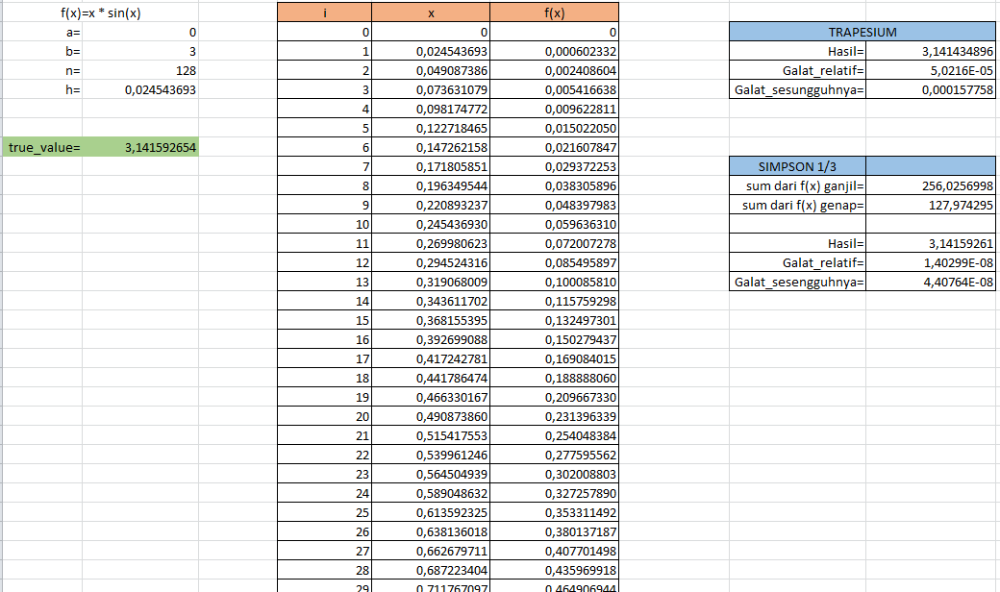 f(x)=x * sin(x) i x f(x)
a= 0 0 0 0 TRAPESIUM
b= 3 1 0,024543693 0,000602332 Hasil= 3,141434896
n= 128 2 0,049087386 0,002408604 Galat_relatif= 5,0216E-05
h= 0,024543693 3 0,073631079 0,005416638 Galat_sesungguhnya= 0,000157758
4 0,098174772 0,009622811
5 0,122718465 0,015022050
true_value= 3,141592654 6 0,147262158 0,021607847
7 0,171805851 0,029372253 SIMPSON 1/3
8 0,196349544 0,038305896 sum dari f(x) ganjil= 256,0256998
9 0,220893237 0,048397983 sum dari f(x) genap= 127,974295
10 0,245436930 0,059636310
11 0,269980623 0,072007278 Hasil= 3,14159261
12 0,294524316 0,085495897 Galat_relatif= 1,40299E-08
13 0,319068009 0,100085810 Galat_sesengguhnya= 4,40764E-08
14 0,343611702 0,115759298
15 0,368155395 0,132497301
16 0,392699088 0,150279437
17 0,417242781 0,169084015
18 0,441786474 0,188888060
19 0,466330167 0,209667330
20 0,490873860 0,231396339
21 0,515417553 0,254048384
22 0,539961246 0,277595562
23 0,564504939 0,302008803
24 0,589048632 0,327257890
25 0,613592325 0,353311492
26 0,638136018 0,380137187
27 0,662679711 0,407701498
28 0,687223404 0,435969918
29 0,711767097 0,464906944